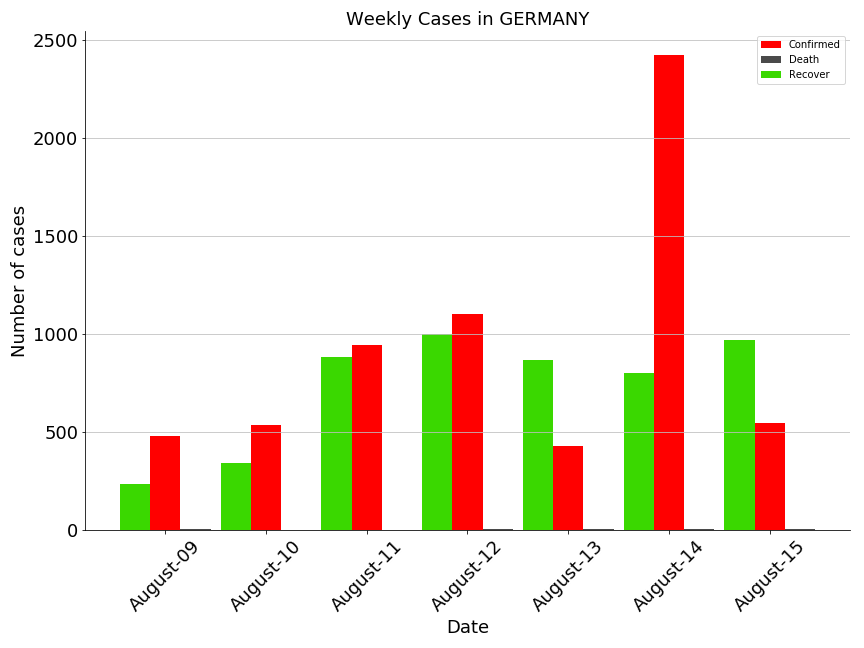 Weekly Cases in GERMANY
Confirmed
Death
Recover
Number of cases
2500
2000
1500
1000
500
0
August-09
August-10
August-11
August-12
August-13
August-14
August-15
Date